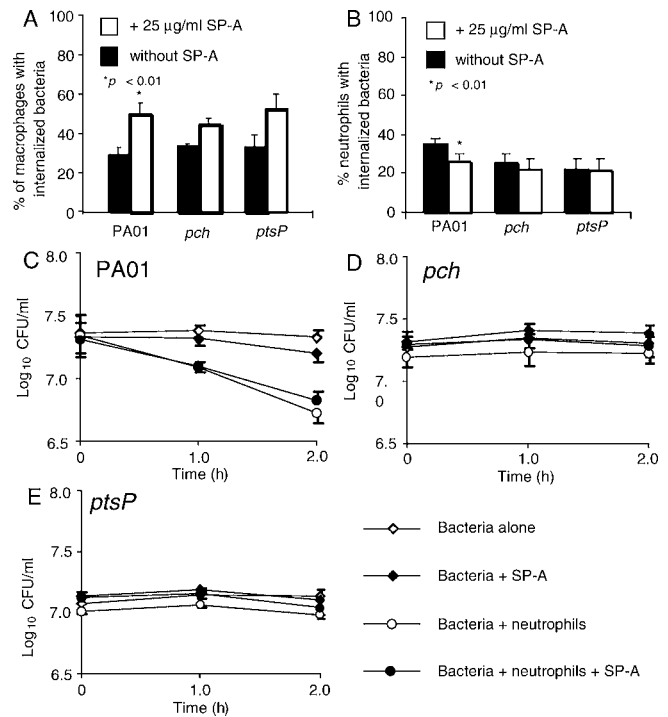 A
+ 25 µg/ml SP-A
without SP-A
*p < 0.01
% of macrophages with
internalized bacteria
100
80
60
40
20
0
*
PA01
pch
ptsP
B
+ 25 µg/ml SP-A
without SP-A
* p < 0.01
% neutrophils with
internalized bacteria
100
80
60
40
20
0
*
PA01
pch
ptsP
C
PA01
Log10 CFU/ml
8.0
7.5
7.0
6.5
0
1.0
2.0
Time (h)
D
pch
Log10 CFU/ml
8.0
7.5
7.
0
6.5
0
1.0
2.0
Time (h)
E
ptsP
Log10 CFU/ml
8.0
7.5
7.0
6.5
0
1.0
2.0
Time (h)
Bacteria alone
Bacteria + SP-A
Bacteria + neutrophils
Bacteria + neutrophils + SP-A